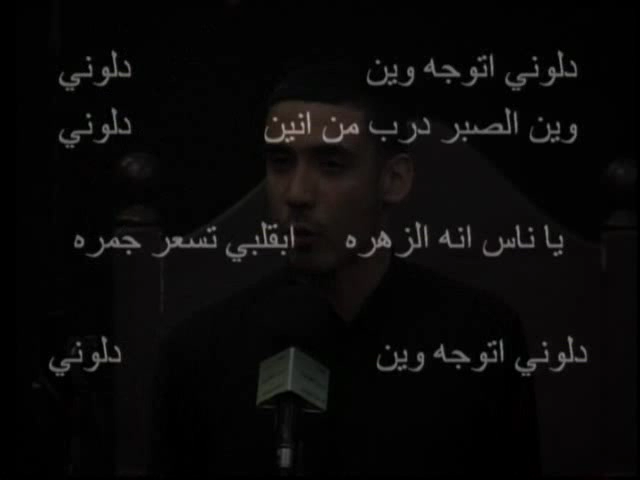 دلوني اتوجه وين دلوني
وين الصبر درب من انين دلوني
يا ناس انه الزهره ابقلبي تسعر جمره
دلوني اتوجه وين دلوني